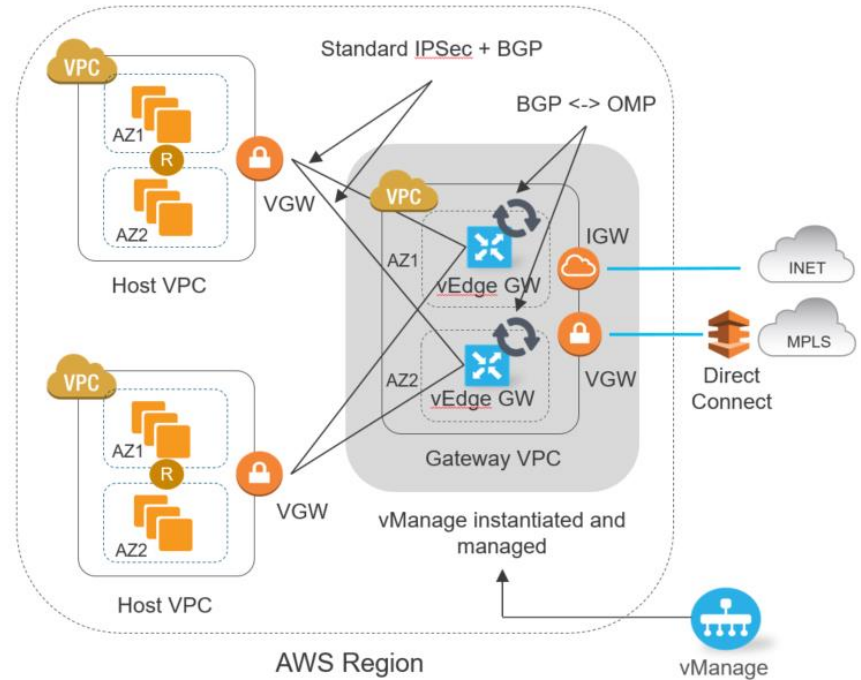 Standard IPSec + BGP
BGP <-> OMP
VPC
AZ1
R
AZ2
VGW
Host VPC
VPC
AZ1
vEdge GW
AZ2
vEdge GW
IGW
VGW
Gateway VPC
INET
MPLS
Direct
Connect
VPC
AZ1
R
AZ2
VGW
Host VPC
vManage instantiated and
managed
vManage
AWS Region